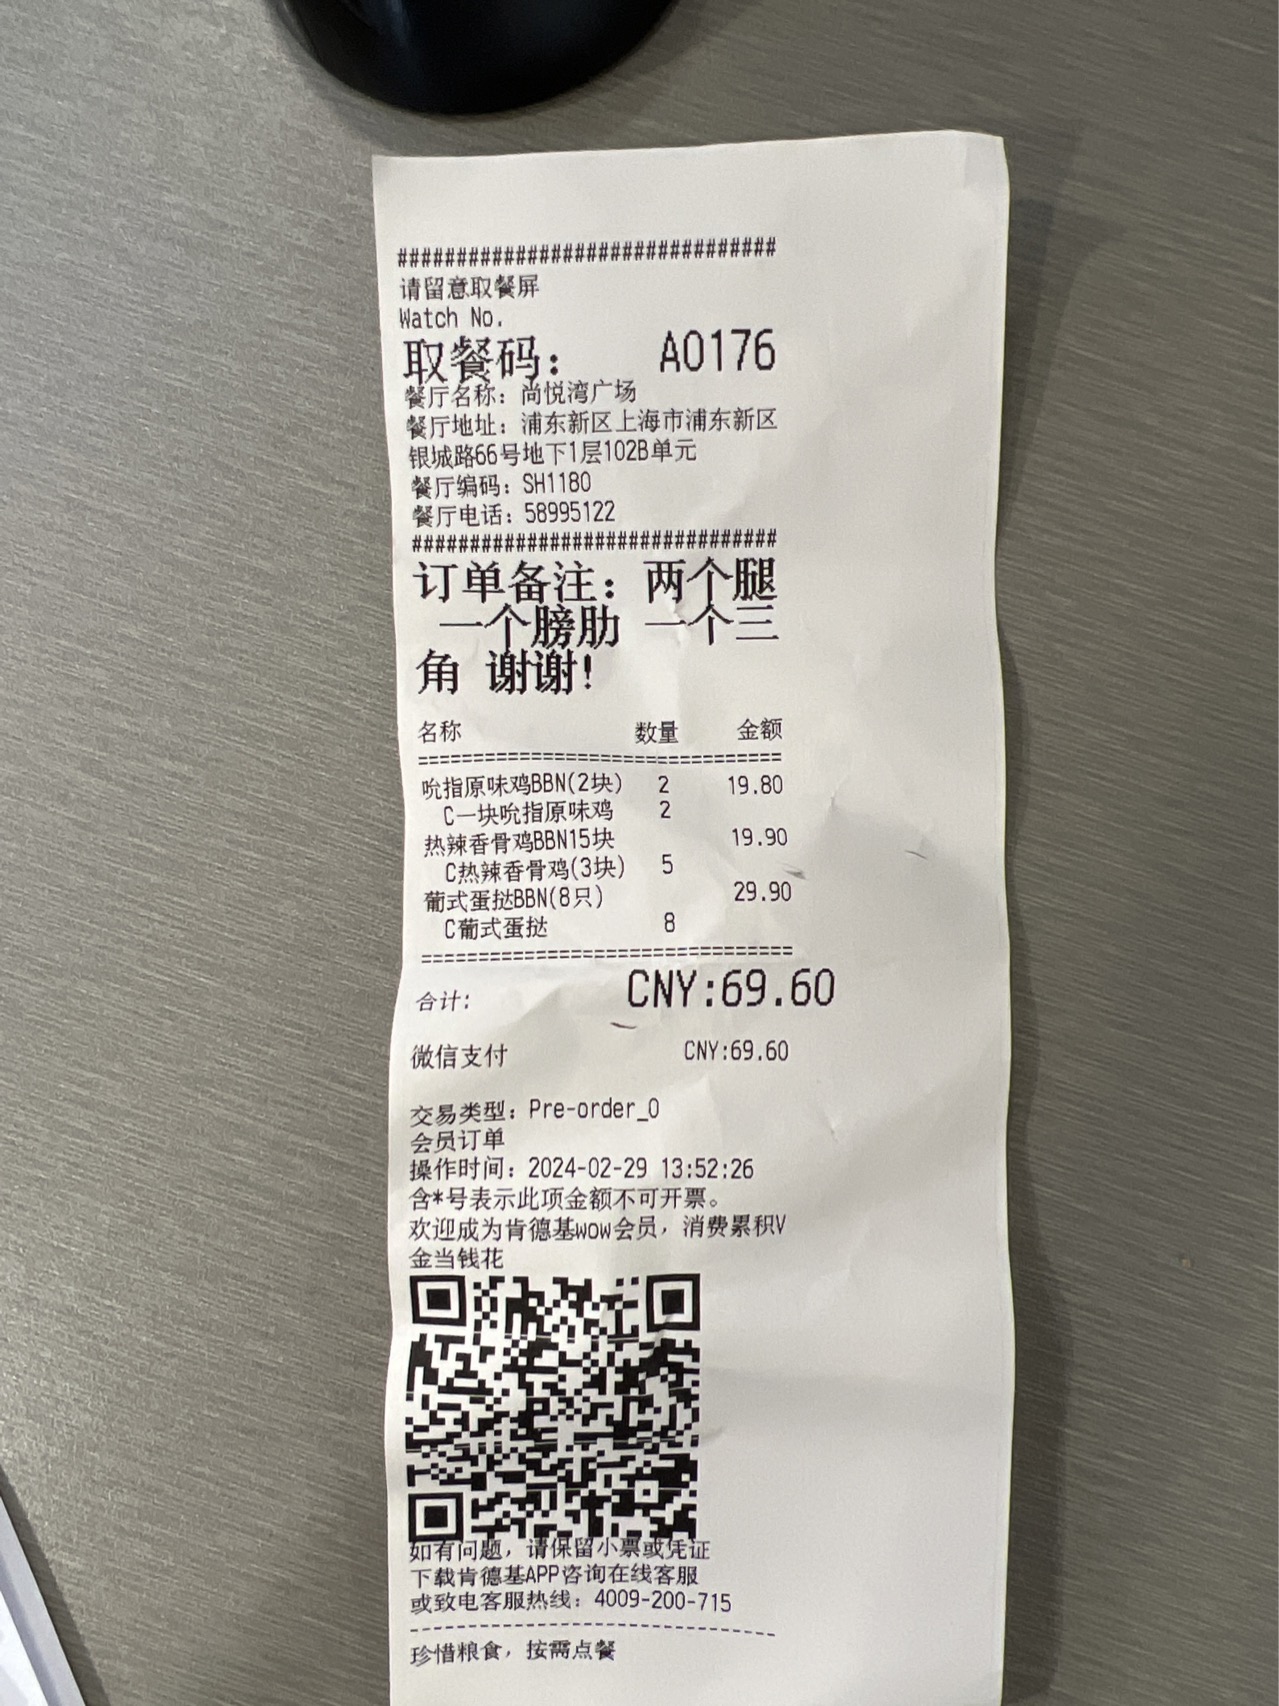 ################################
请留意取餐屏
Watch No.
取餐码： A0176
餐厅名称：尚悦湾广场
餐厅地址：浦东新区上海市浦东新区
银城路66号地下1层102B单元
餐厅编码：SH1180
餐厅电话：58995122
################################
订单备注：两个腿
一个膀肋 一个三
角 谢谢!
名称 数量 金额
================================
吮指原味鸡BBN(2块) 2 19.80
C一块吮指原味鸡 2
热辣香骨鸡BBN15块 19.90
C热辣香骨鸡(3块) 5
葡式蛋挞BBN(8只) 29.90
C葡式蛋挞 8
================================
合计: CNY:69.60
微信支付 CNY:69.60
交易类型：Pre-order_0
会员订单
操作时间：2024-02-29 13:52:26
含*号表示此项金额不可开票。
欢迎成为肯德基wow会员，消费累积V
金当钱花
如有问题，请保留小票或凭证
下载肯德基APP咨询在线客服
或致电客服热线：4009-200-715
--------------------------------
珍惜粮食，按需点餐